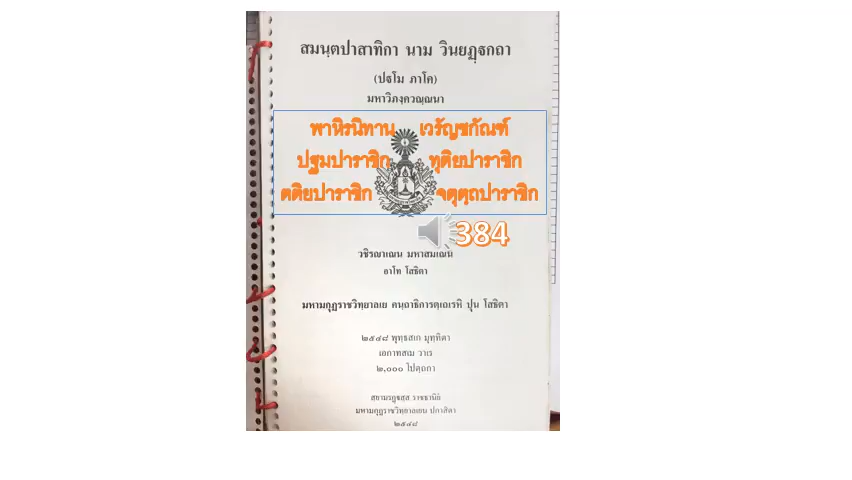 สมนฺตปาสาทิกา นาม วินยฏฺฐกถา
(ปฐโม ภาโค)
มหาวิภงฺควณฺณนา
พาหิรนิทาน เวรัญชกัณฑ์
ปฐมปาราชิก ทุติยปาราชิก
ตติยปาราชิก จตุตฺถปาราชิก
384
วชิรญาเณน มหาสมเณน
อาโท โสธิตา
มหามกุฏราชวิทฺยาลเย คนฺถาธิการตฺเถเรหิ ปุน โสธิตา
๒๕๔๘ พุทฺธสเก มุทฺทิตา
เอกาทสเม วาเร
๒,๐๐๐ โปตฺถกา
สฺยามรฏฺฐสฺส ราชธานิยํ
มหามกุฏราชวิทฺยาลเยน ปกาสิตา
๒๕๔๘